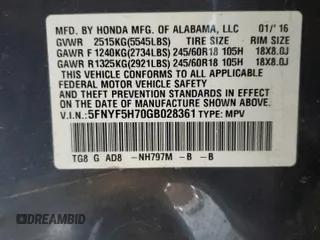 MFG. BY HONDA MFG. OF ALABAMA, LLC 01/'16
GVWR 2515KG(5545LBS) TIRE SIZE RIM SIZE
GAWR F 1240KG(2734LBS) 245/60R18 105H 18X8.0J
GAWR R1325KG(2921LBS) 245/60R18 105H 18X8.0J
THIS VEHICLE CONFORMS TO ALL APPLICABLE
FEDERAL MOTOR VEHICLE SAFETY AND THEFT
PREVENTION STANDARDS IN EFFECT ON THE DATE
OF MANUFACTURE SHOWN ABOVE.
V.I.N.: 5FNYF5H70GB028361 TYPE: MPV
TG8 G AD8 -NH797M -B -B
DREAMBID